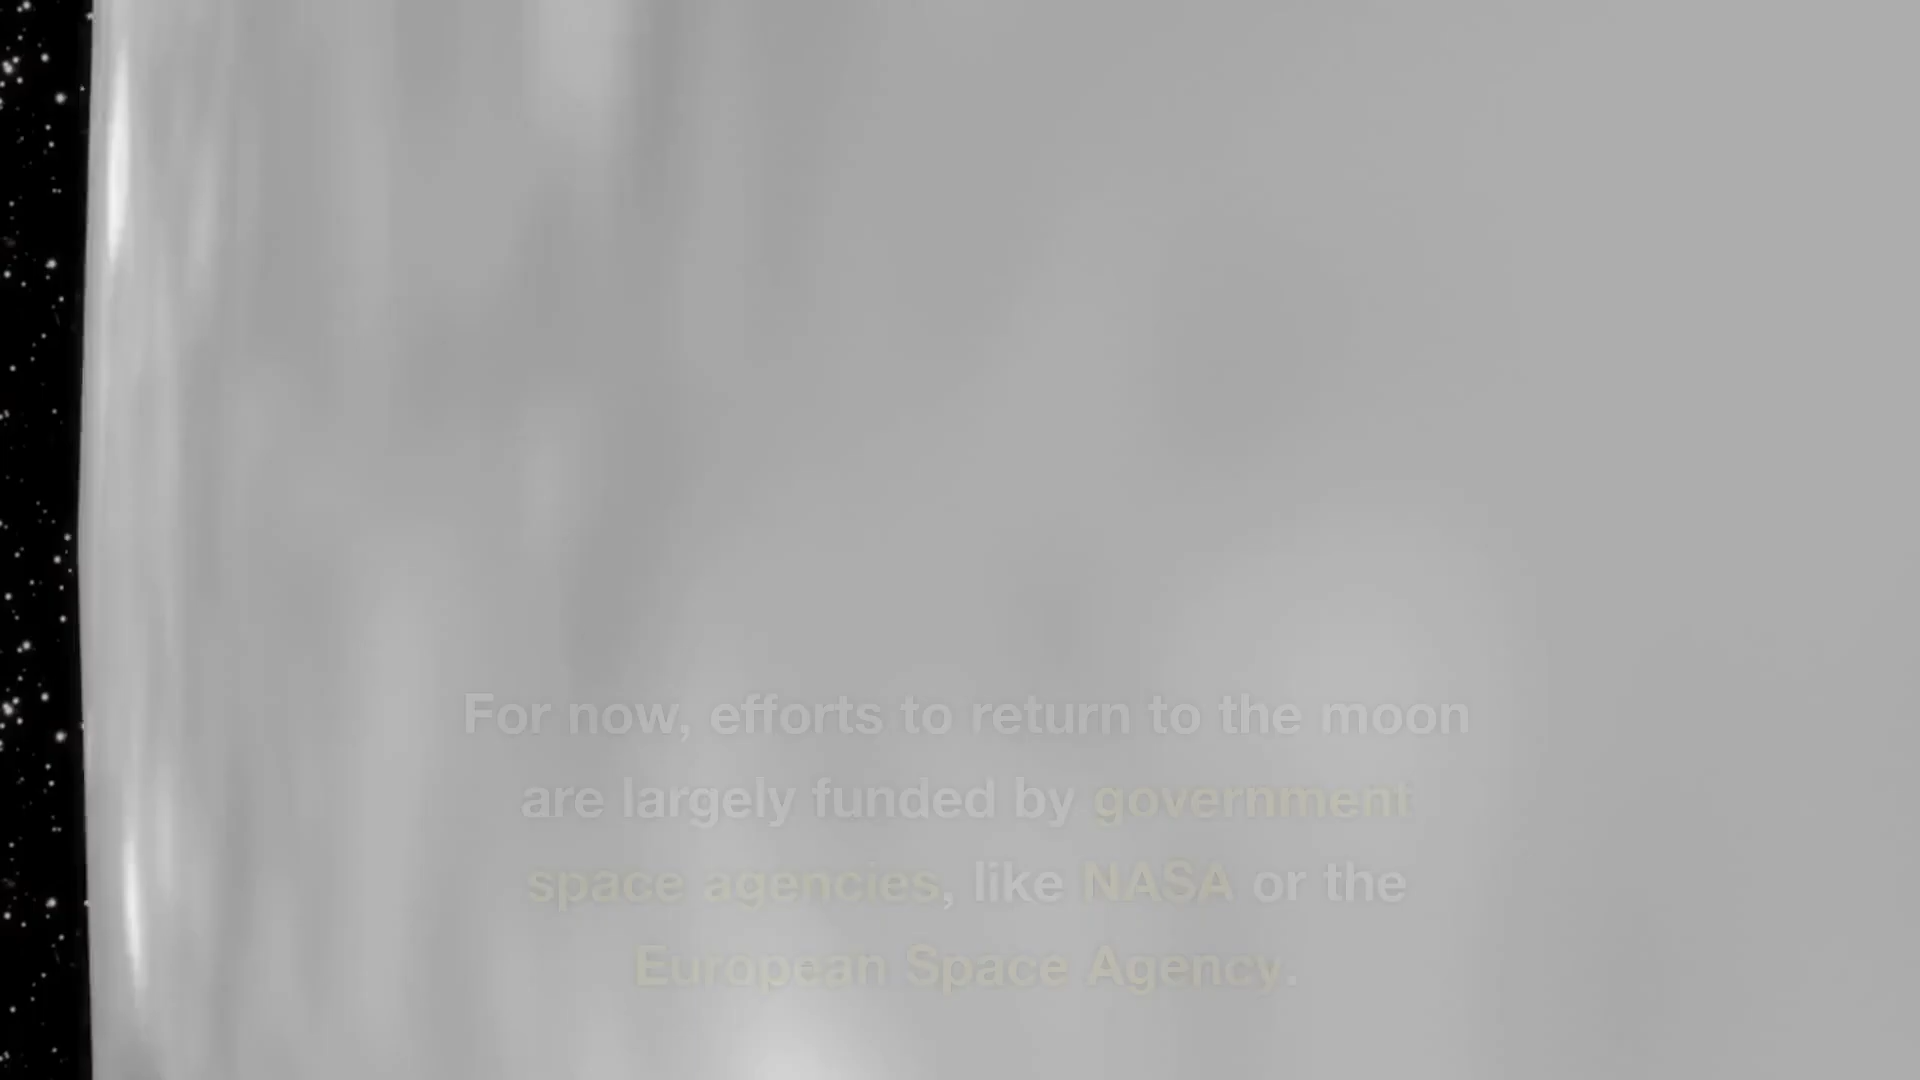 For now, efforts to return to the moon
are largely funded by government
space agencies, like NASA or the
European Space Agency.